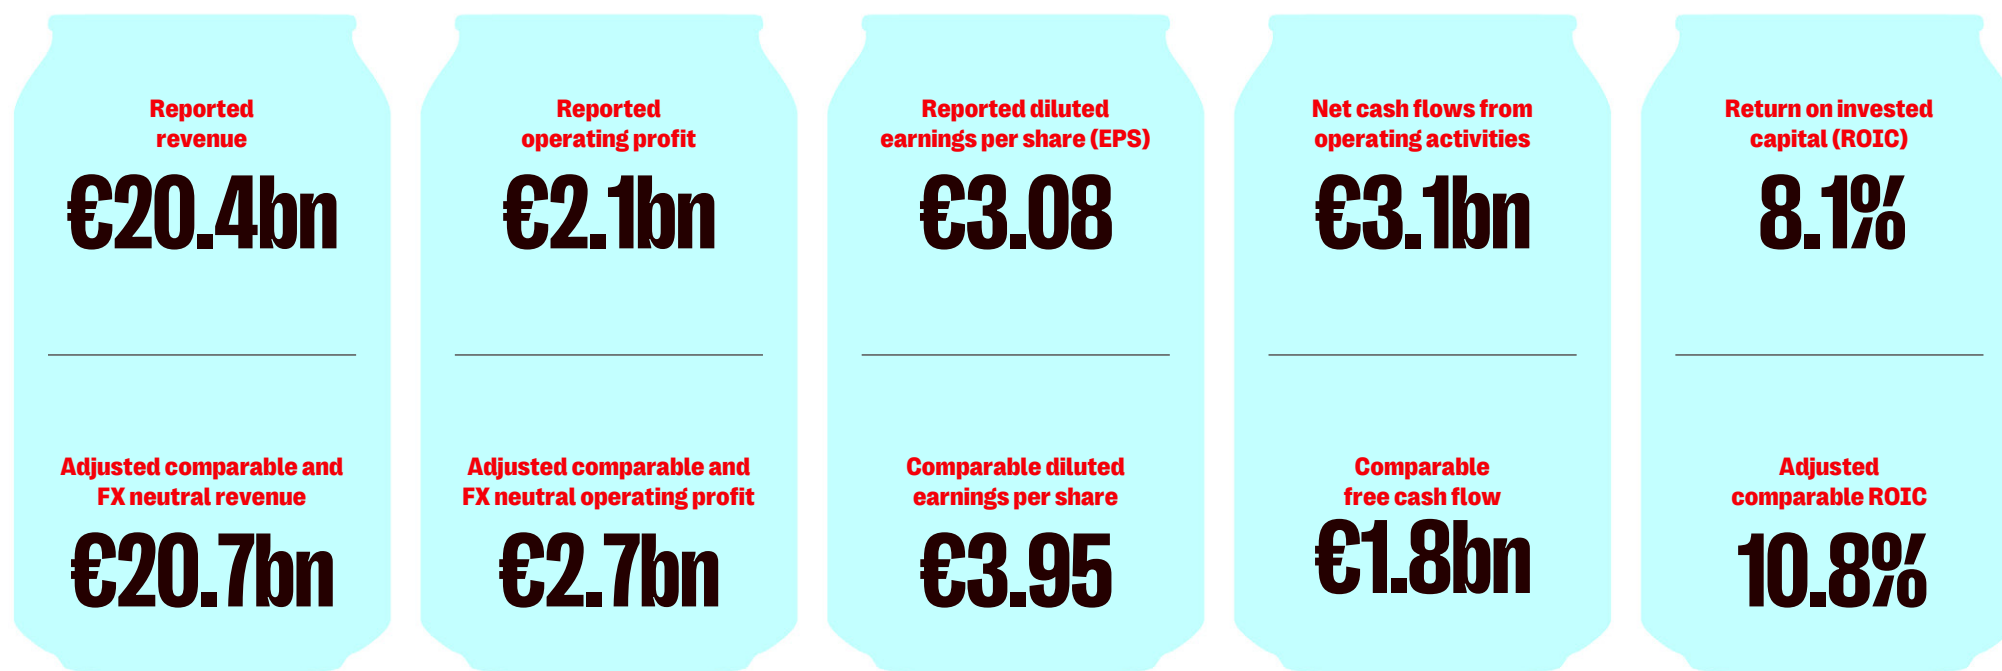 Reported
revenue
€20.4bn
Adjusted comparable and
FX neutral revenue
€20.7bn
Reported
operating profit
€2.1bn
Adjusted comparable and
FX neutral operating profit
€2.7bn
Reported diluted
earnings per share (EPS)
€3.08
Comparable diluted
earnings per share
€3.95
Net cash flows from
operating activities
€3.1bn
Comparable
free cash flow
€1.8bn
Return on invested
capital (ROIC)
8.1%
Adjusted
comparable ROIC
10.8%